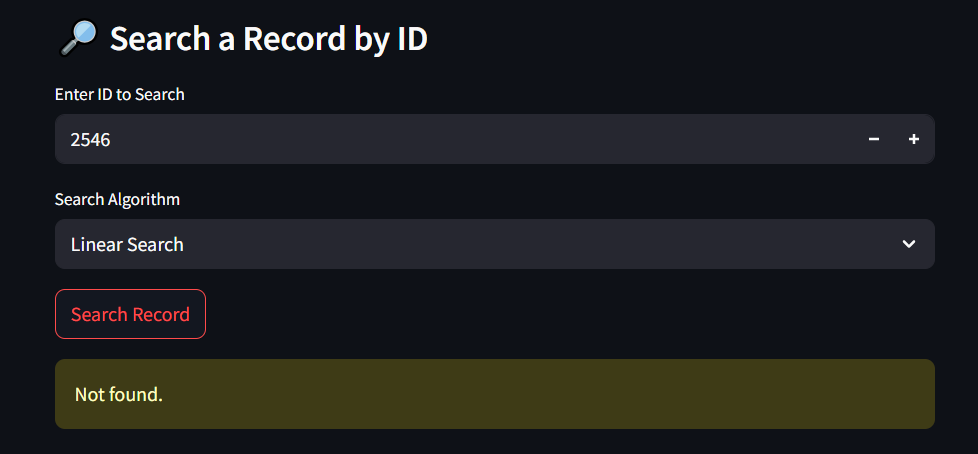 Search a Record by ID
Enter ID to Search
2546
Search Algorithm
Linear Search
Search Record
Not found.